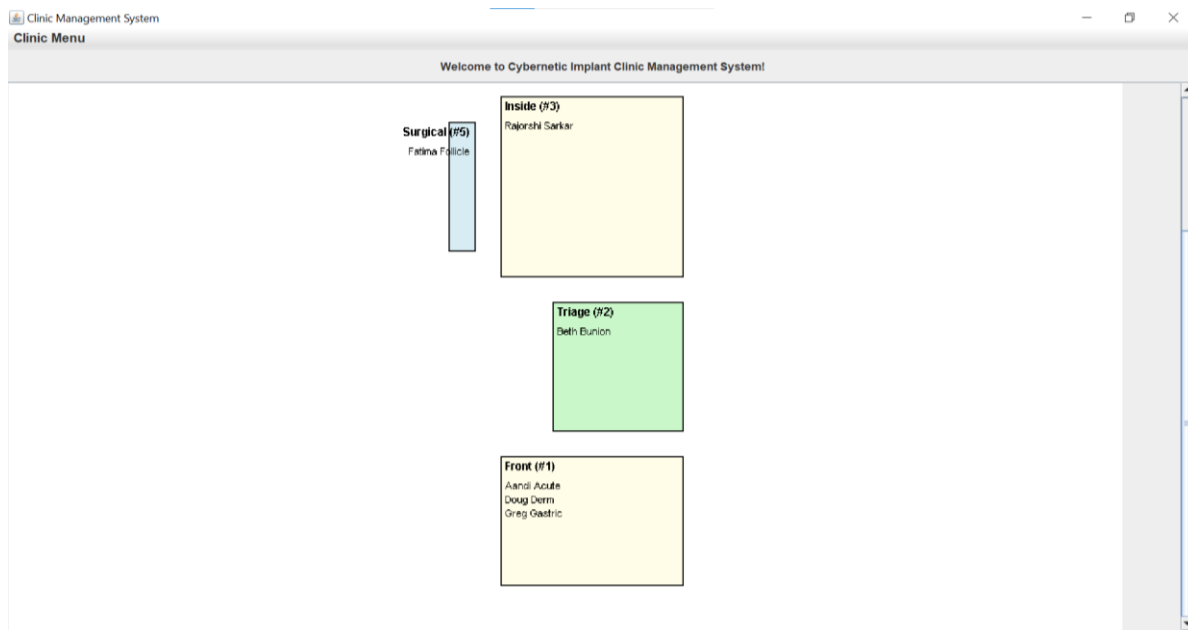 Clinic Management System
Clinic Menu
Welcome to Cybernetic Implant Clinic Management System!
Inside (#3)
Rajorshi Sarkar
Surgical (#5)
Fatima Follicle
Triage (#2)
Beth Bunion
Front (#1)
Aandi Acute
Doug Derm
Greg Gastric